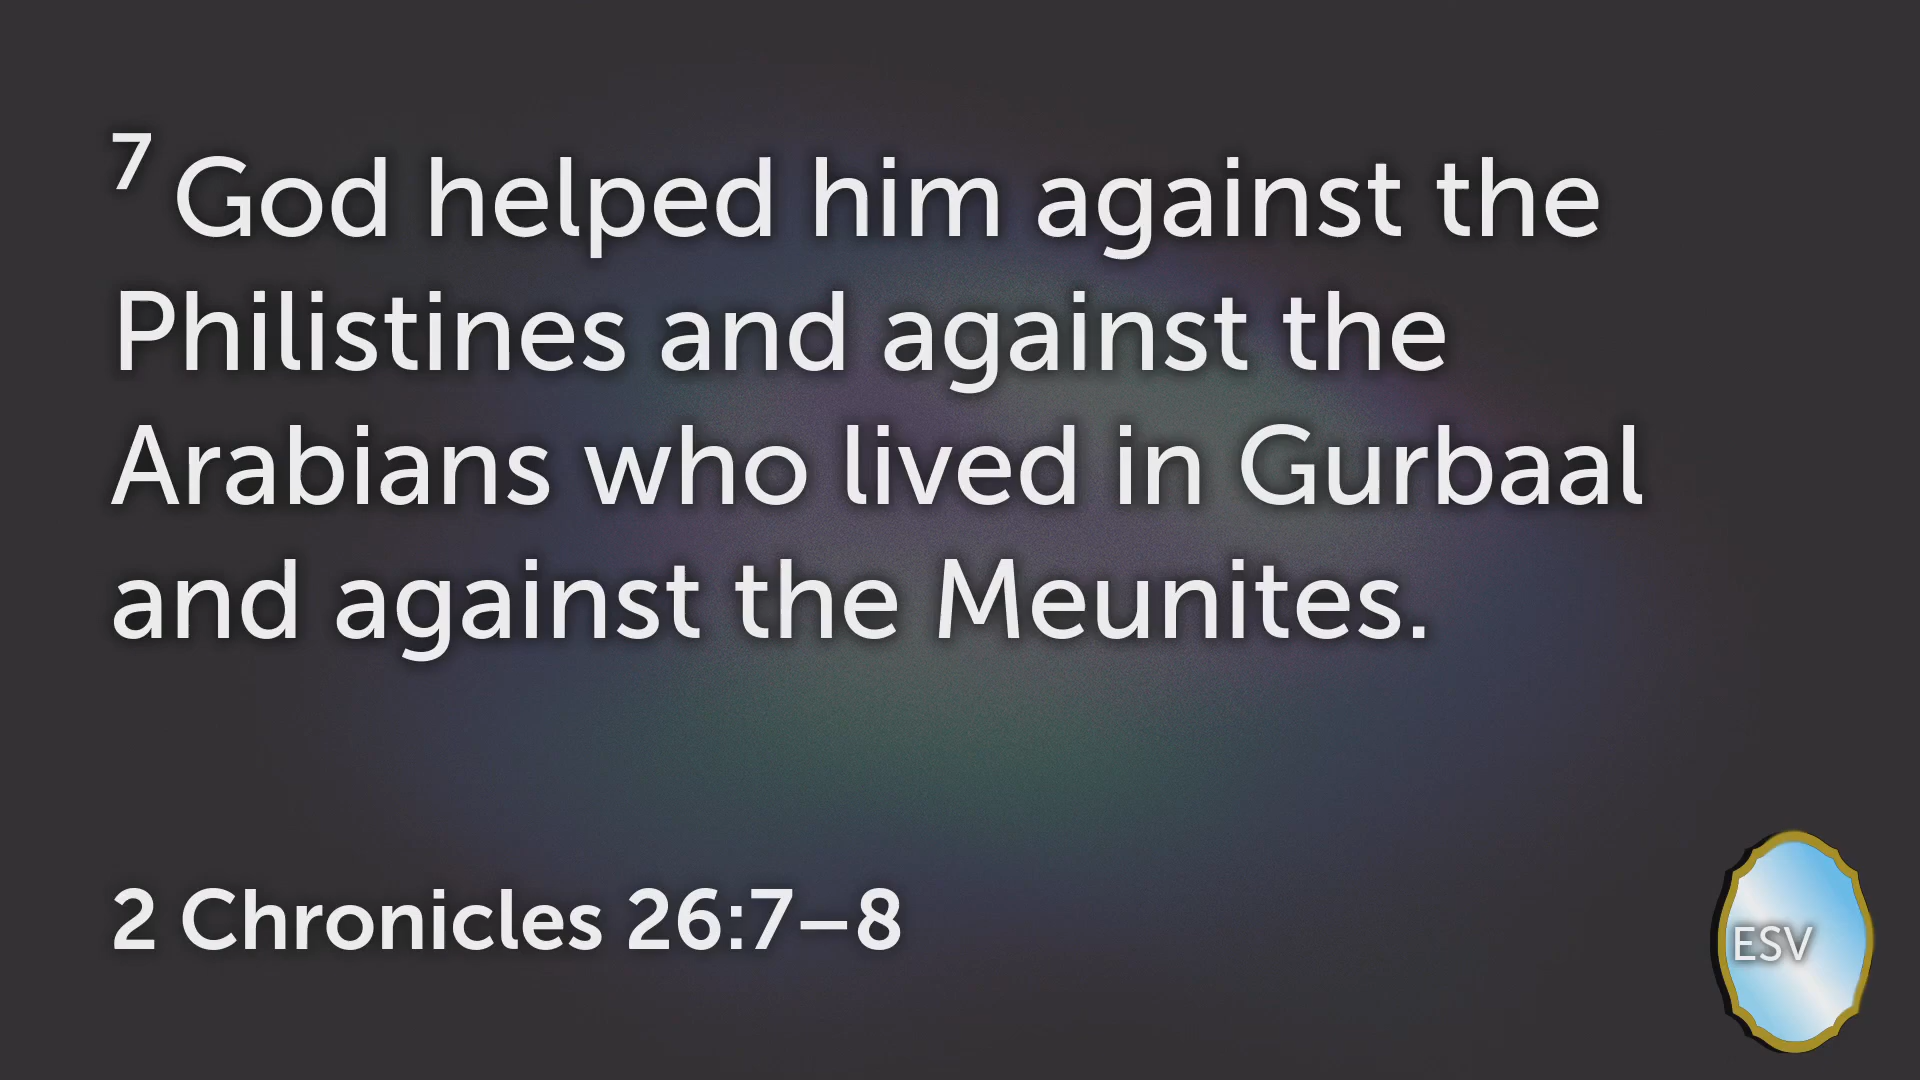 7 God helped him against the
Philistines and against the
Arabians who lived in Gurbaal
and against the Meunites.
2 Chronicles 26:7–8
ESV